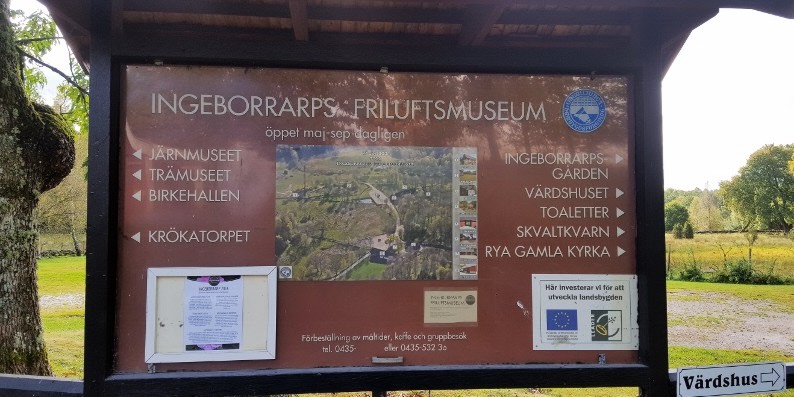 INGEBORRARPS FRILUFTSMUSEUM
öppet maj-sep dagligen
JÄRNMUSEET
TRÄMUSEET
BIRKEHALLEN
KRÖKATORPET
INGEBORRARPS-
GÅRDEN
VÄRDSHUSET
TOALETTER
SKVALTKVARN
RYA GAMLA KYRKA
Här investerar vi för att
utveckla landsbygden
Förbeställning av måltider, kaffe och gruppbesök
tel. 0435- eller 0435-532 36
Värdshus